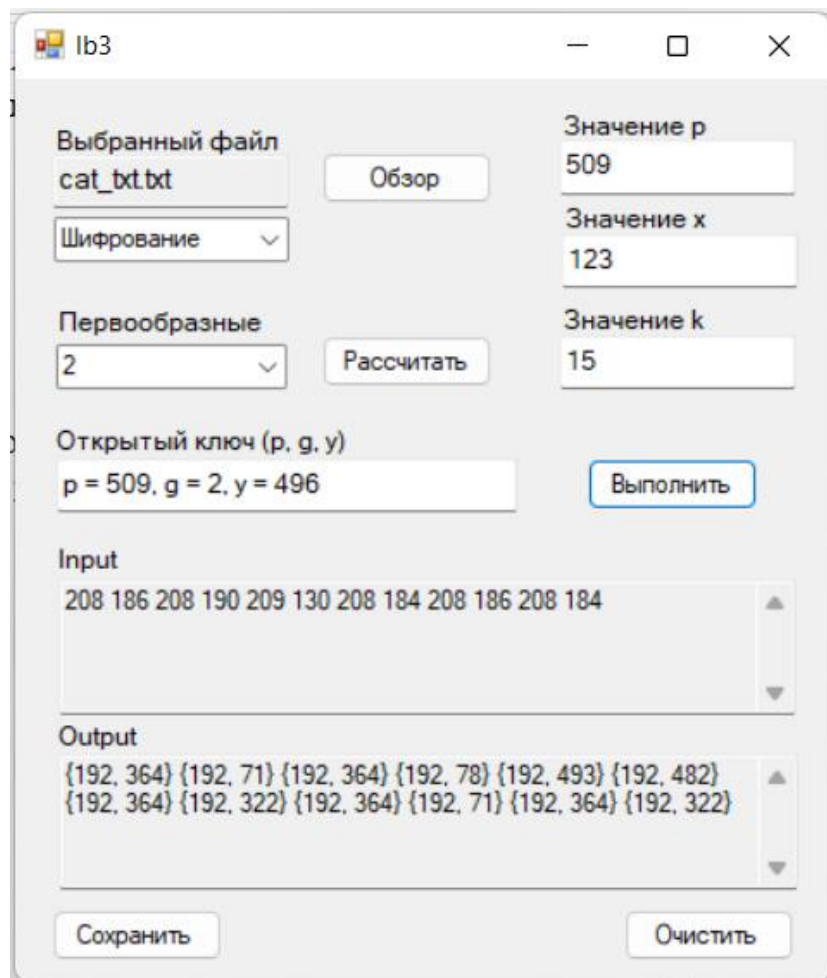 lb3
Выбранный файл
cat_txt.txt
Обзор
Шифрование
Значение p
509
Значение x
123
Первообразные
2
Рассчитать
Значение k
15
Открытый ключ (p, g, y)
p = 509, g = 2, y = 496
Выполнить
Input
208 186 208 190 209 130 208 184 208 186 208 184
Output
{192, 364} {192, 71} {192, 364} {192, 78} {192, 493} {192, 482}
{192, 364} {192, 322} {192, 364} {192, 71} {192, 364} {192, 322}
Сохранить
Очистить